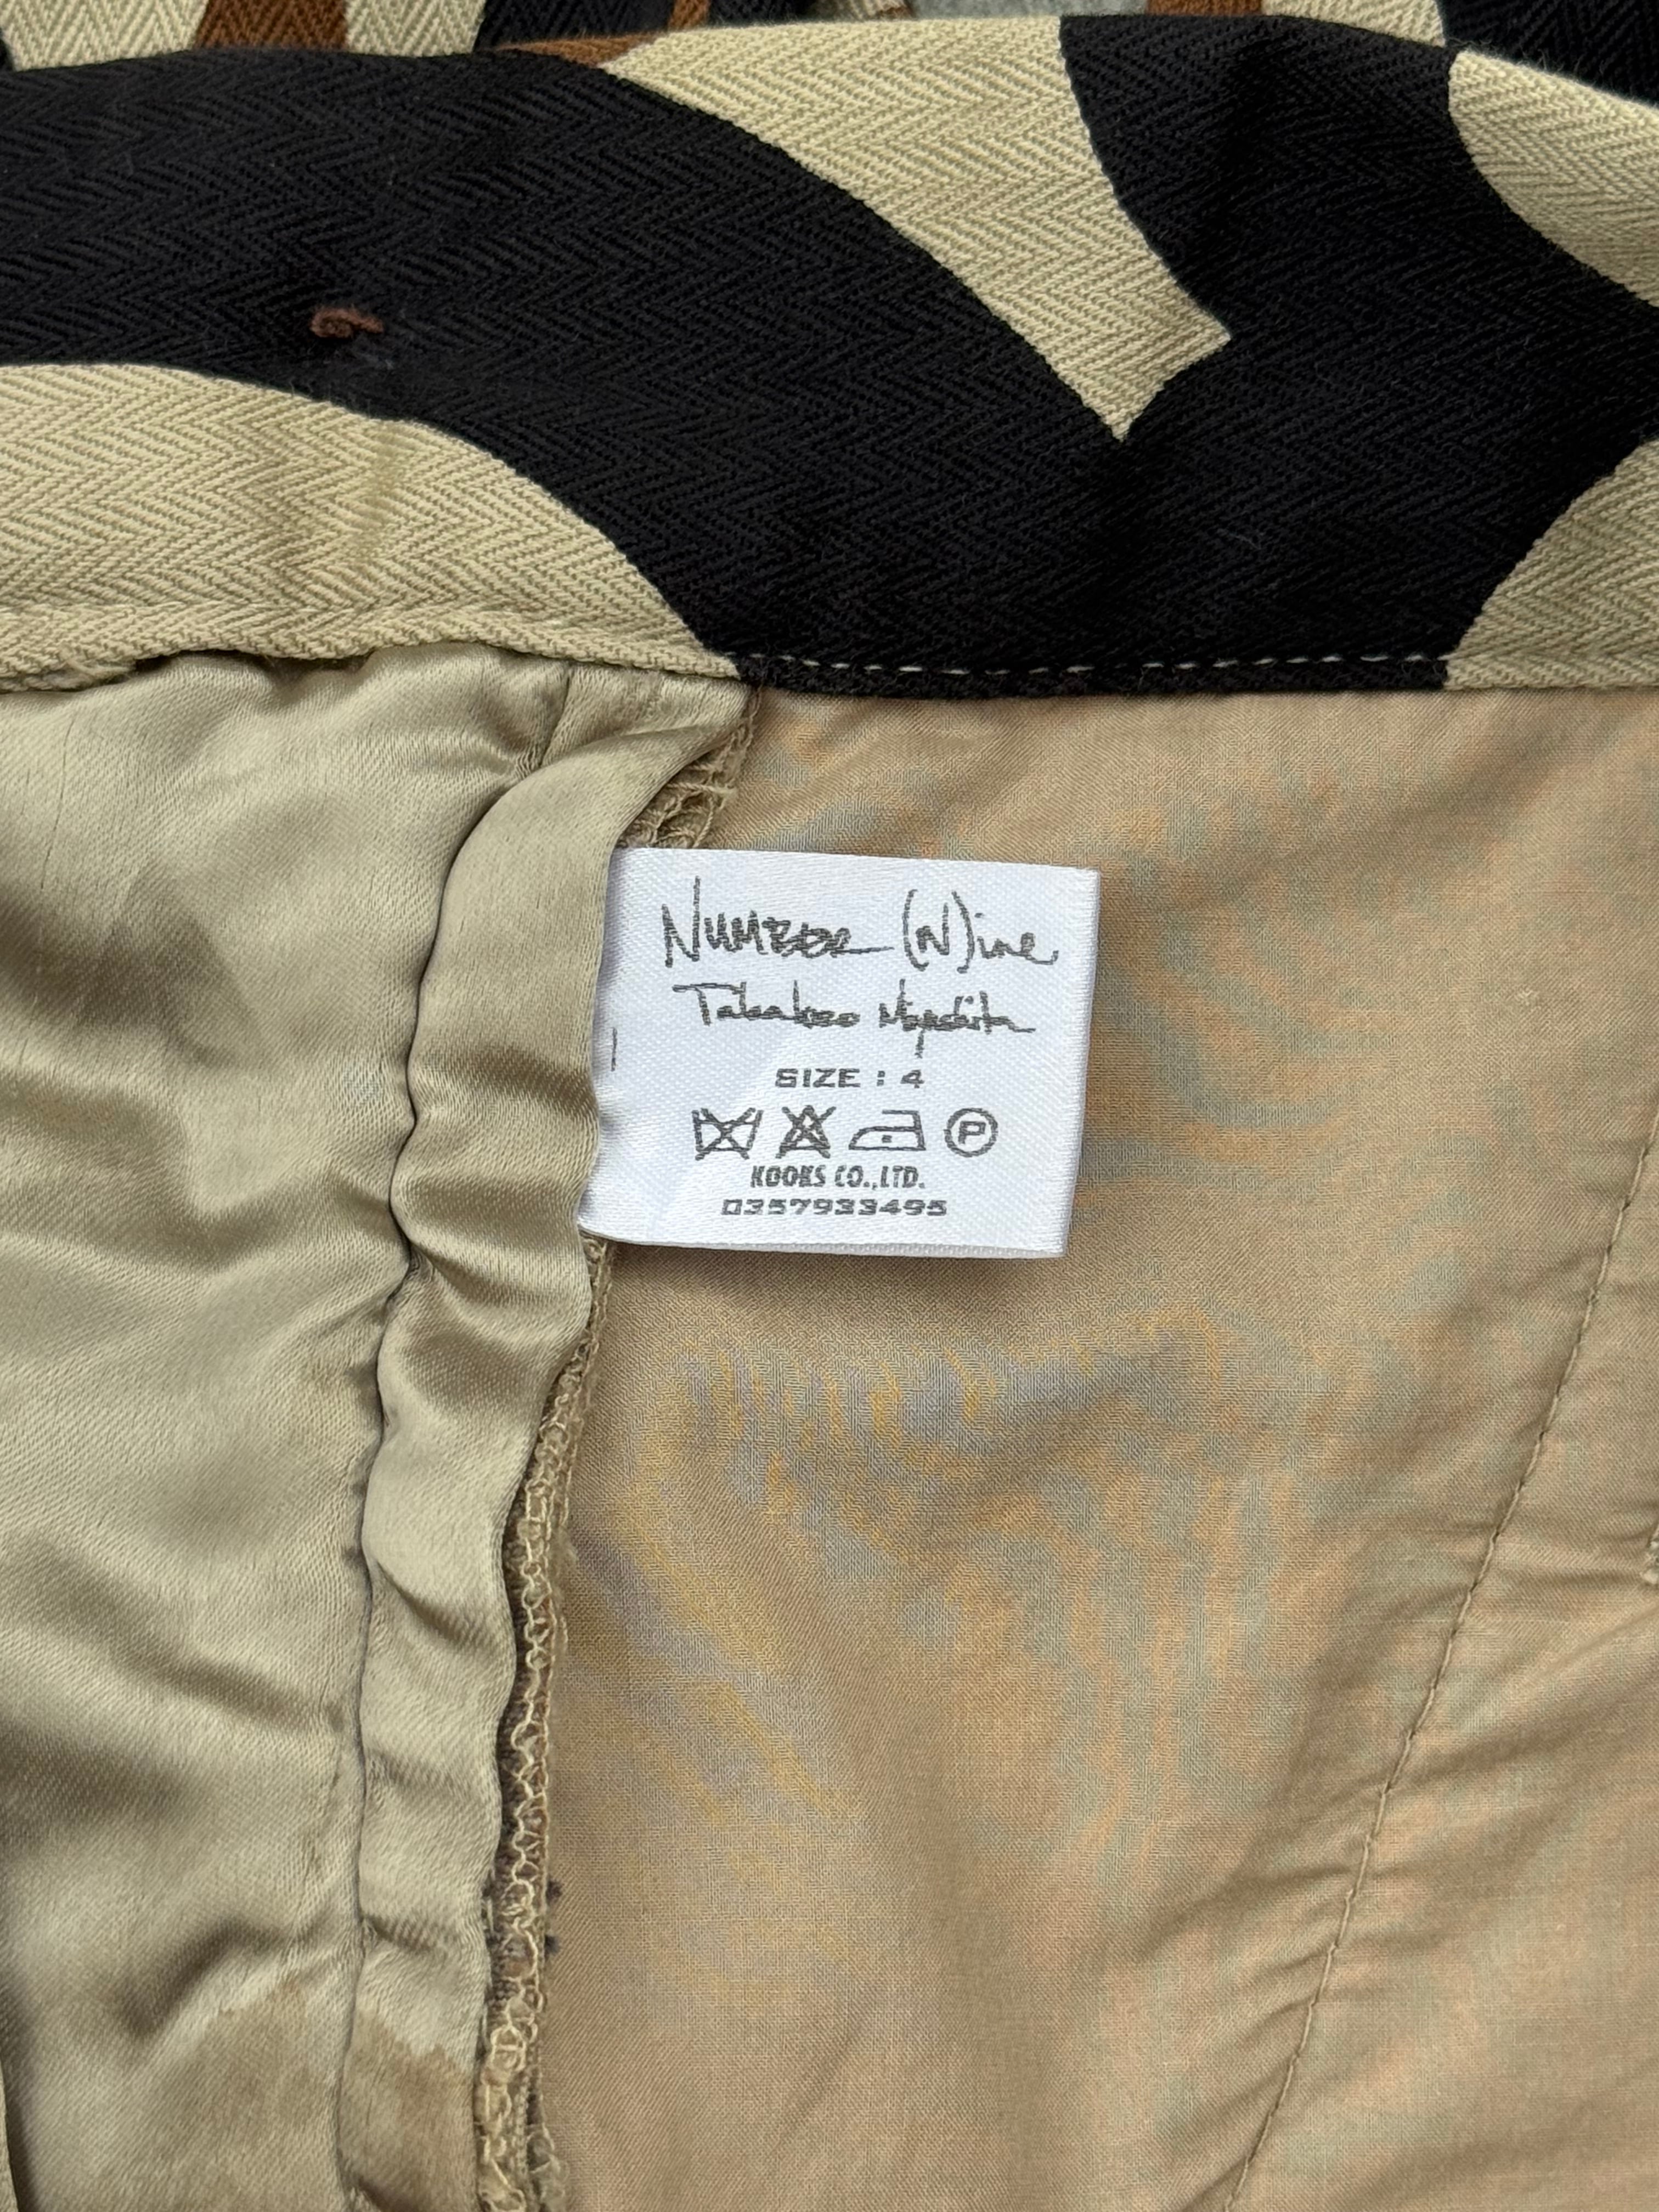 NUMBER (N)ine
Takahiro Miyashita
SIZE : 4
P
KOOKS CO.,LTD.
0357933495